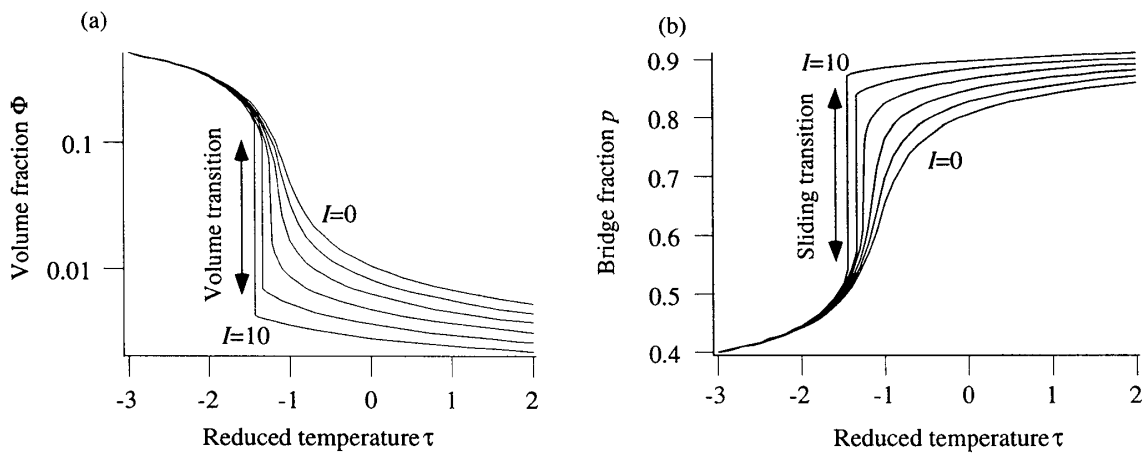 (a)
Volume fraction Φ
0.1
0.01
Volume transition
I=0
I=10
-3 -2 -1 0 1 2
Reduced temperature τ
(b)
Bridge fraction p
0.9
0.8
0.7
0.6
0.5
0.4
I=10
Sliding transition
I=0
-3 -2 -1 0 1 2
Reduced temperature τ